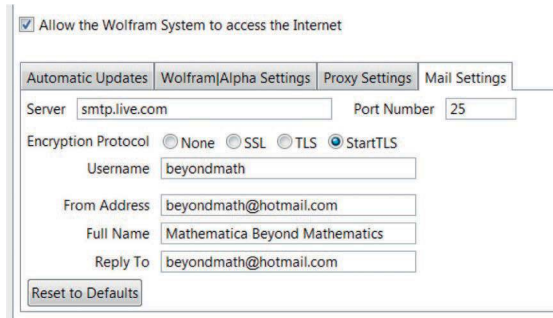 Allow the Wolfram System to access the Internet
Automatic Updates Wolfram|Alpha Settings Proxy Settings Mail Settings
Server smtp.live.com Port Number 25
Encryption Protocol None SSL TLS StartTLS
Username beyondmath
From Address beyondmath@hotmail.com
Full Name Mathematica Beyond Mathematics
Reply To beyondmath@hotmail.com
Reset to Defaults